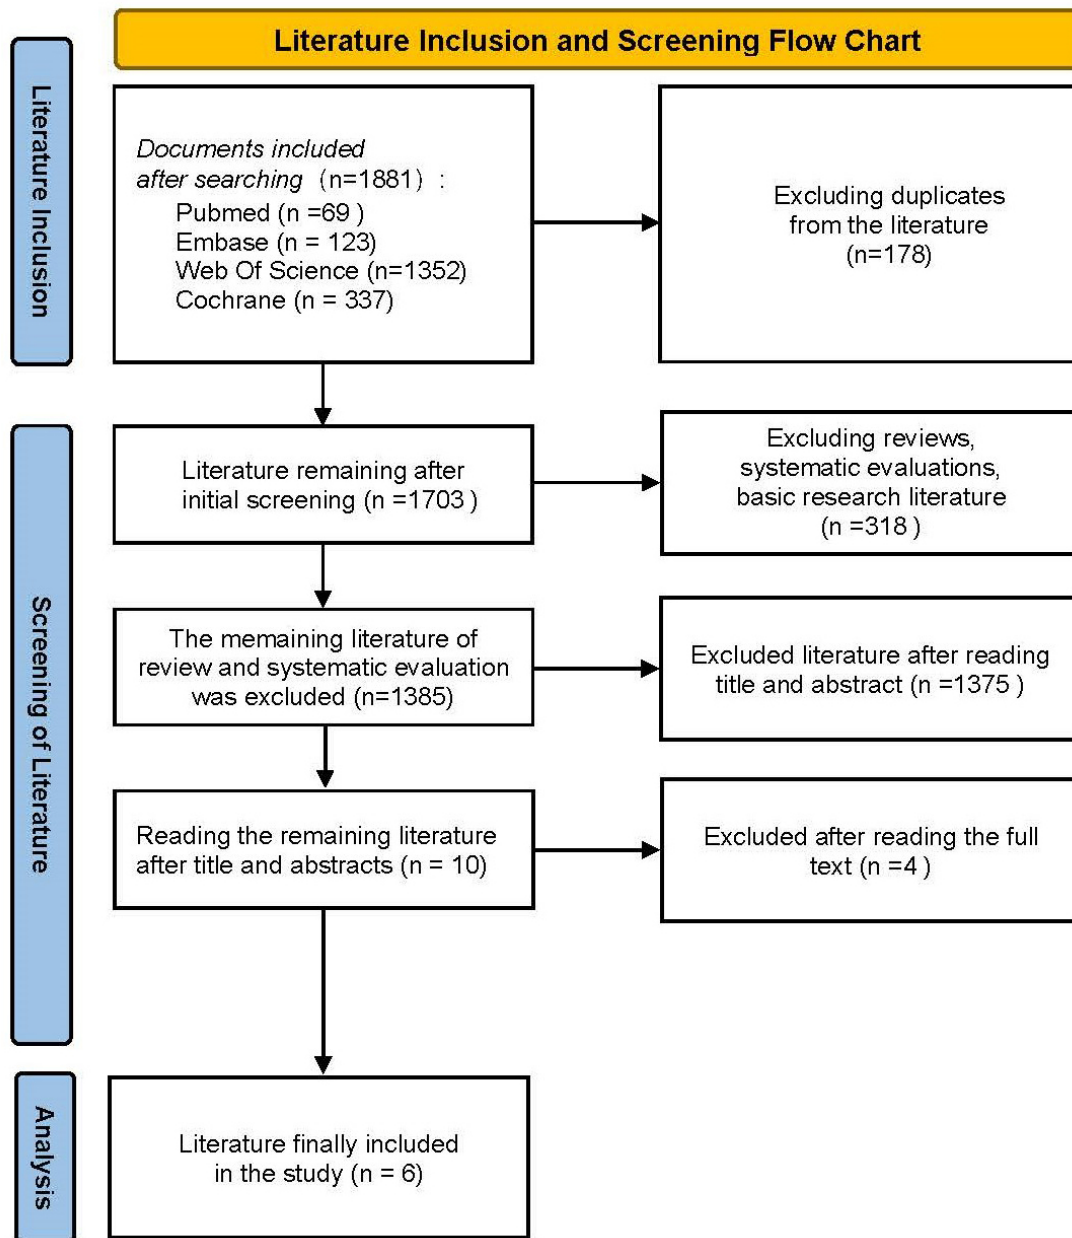 Literature Inclusion and Screening Flow Chart
Literature Inclusion
Documents included
after searching (n=1881) :
Pubmed (n =69 )
Embase (n = 123)
Web Of Science (n=1352)
Cochrane (n = 337)
Excluding duplicates
from the literature
(n=178)
Screening of Literature
Literature remaining after
initial screening (n =1703 )
Excluding reviews,
systematic evaluations,
basic research literature
(n =318 )
The memaining literature of
review and systematic evaluation
was excluded (n=1385)
Excluded literature after reading
title and abstract (n =1375 )
Reading the remaining literature
after title and abstracts (n = 10)
Excluded after reading the full
text (n =4 )
Analysis
Literature finally included
in the study (n = 6)